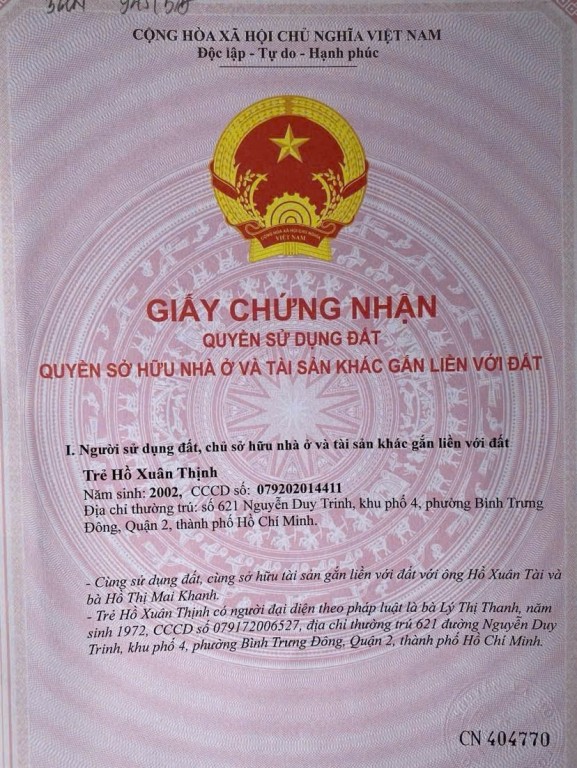 CỘNG HÒA XÃ HỘI CHỦ NGHĨA VIỆT NAM
Độc lập - Tự do - Hạnh phúc
CỘNG HÒA XÃ HỘI CHỦ NGHĨA
VIỆT NAM
GIẤY CHỨNG NHẬN
QUYỀN SỬ DỤNG ĐẤT
QUYỀN SỞ HỮU NHÀ Ở VÀ TÀI SẢN KHÁC GẮN LIỀN VỚI ĐẤT
I. Người sử dụng đất, chủ sở hữu nhà ở và tài sản khác gắn liền với đất
Trẻ Hồ Xuân Thịnh
Năm sinh: 2002, CCCD số: 079202014411
Địa chỉ thường trú: số 621 Nguyễn Duy Trinh, khu phố 4, phường Bình Trưng
Đông, Quận 2, thành phố Hồ Chí Minh.
- Cùng sử dụng đất, cùng sở hữu tài sản gắn liền với đất với ông Hồ Xuân Tài và
bà Hồ Thị Mai Khanh.
- Trẻ Hồ Xuân Thịnh có người đại diện theo pháp luật là bà Lý Thị Thanh, năm
sinh 1972, CCCD số 079172006527, địa chỉ thường trú 621 đường Nguyễn Duy
Trinh, khu phố 4, phường Bình Trưng Đông, Quận 2, thành phố Hồ Chí Minh.
CN 404770